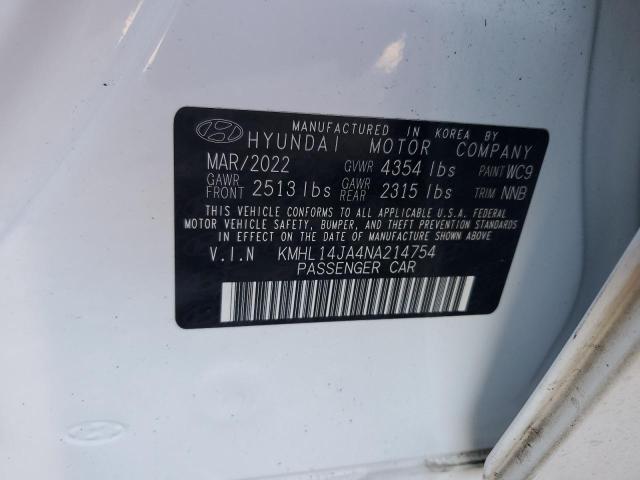 MANUFACTURED IN KOREA BY
HYUNDAI MOTOR COMPANY
MAR/2022 GVWR 4354 lbs PAINT WC9
GAWR FRONT 2513 lbs GAWR REAR 2315 lbs TRIM NNB
THIS VEHICLE CONFORMS TO ALL APPLICABLE U.S.A. FEDERAL
MOTOR VEHICLE SAFETY, BUMPER, AND THEFT PREVENTION STANDARDS
IN EFFECT ON THE DATE OF MANUFACTURE SHOWN ABOVE
V.I.N KMHL14JA4NA214754
PASSENGER CAR